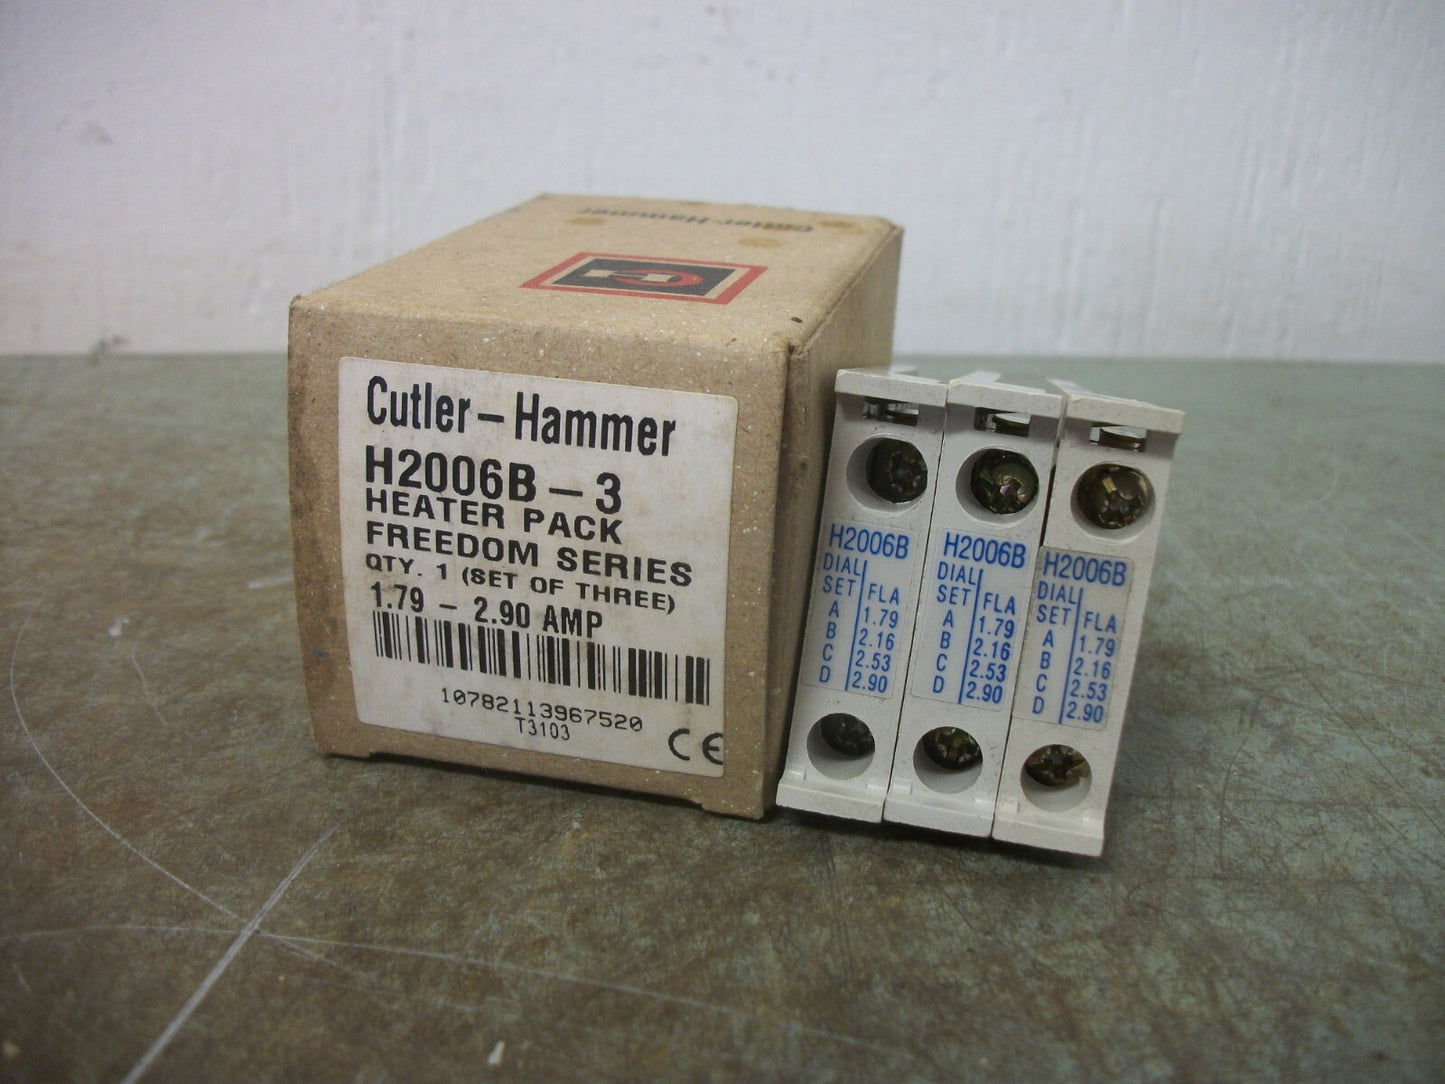 Cutler-Hammer
Cutler-Hammer
H2006B-3
HEATER PACK
FREEDOM SERIES
QTY. 1 (SET OF THREE)
1.79 - 2.90 AMP
10782113967520
T3103
CE
H2006B
DIAL
SET FLA
A 1.79
B 2.16
C 2.53
D 2.90
H2006B
DIAL
SET FLA
A 1.79
B 2.16
C 2.53
D 2.90
H2006B
DIAL
SET FLA
A 1.79
B 2.16
C 2.53
D 2.90